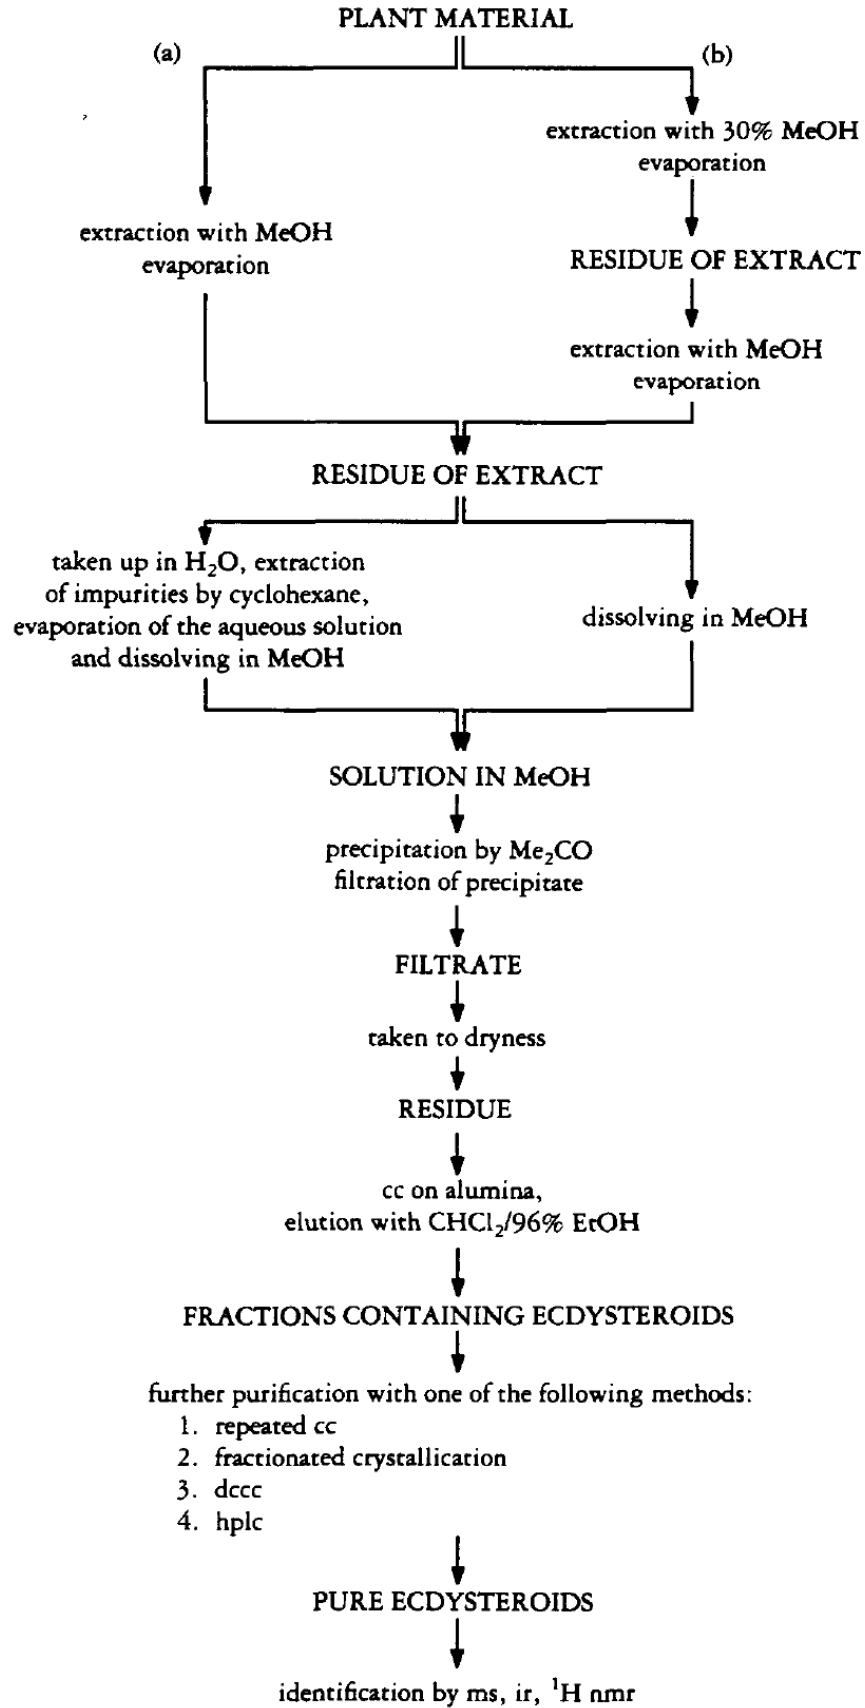 PLANT MATERIAL
(a)
(b)
extraction with 30% MeOH
evaporation
extraction with MeOH
evaporation
RESIDUE OF EXTRACT
extraction with MeOH
evaporation
RESIDUE OF EXTRACT
taken up in H₂O, extraction
of impurities by cyclohexane,
evaporation of the aqueous solution
and dissolving in MeOH
dissolving in MeOH
SOLUTION IN MeOH
precipitation by Me₂CO
filtration of precipitate
FILTRATE
taken to dryness
RESIDUE
cc on alumina,
elution with CHCl₂/96% EtOH
FRACTIONS CONTAINING ECDYSTEROIDS
further purification with one of the following methods:
1. repeated cc
2. fractionated crystallication
3. dccc
4. hplc
PURE ECDYSTEROIDS
identification by ms, ir, ¹H nmr